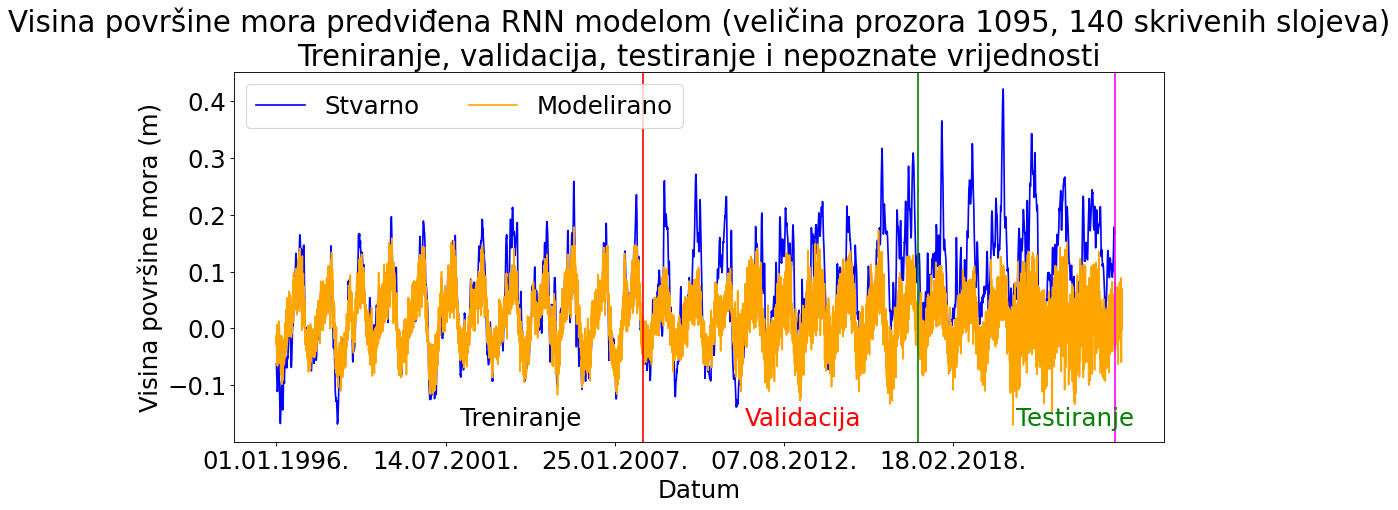 Visina površine mora predviđena RNN modelom (veličina prozora 1095, 140 skrivenih slojeva)
Treniranje, validacija, testiranje i nepoznate vrijednosti
Stvarno
Modelirano
Visina površine mora (m)
0.4
0.3
0.2
0.1
0.0
−0.1
Treniranje
Validacija
Testiranje
01.01.1996.
14.07.2001.
25.01.2007.
07.08.2012.
18.02.2018.
Datum